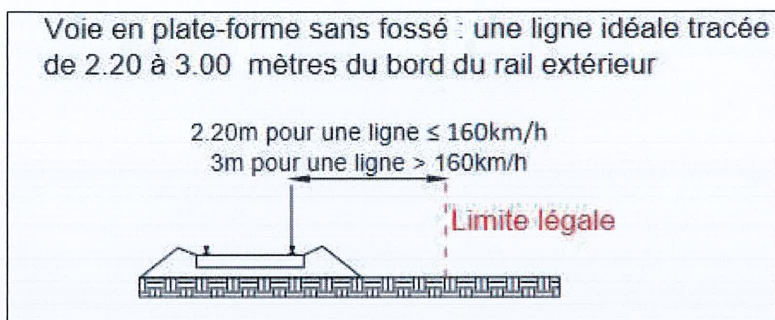 Voie en plate-forme sans fossé : une ligne idéale tracée
de 2.20 à 3.00 mètres du bord du rail extérieur
2.20m pour une ligne ≤ 160km/h
3m pour une ligne > 160km/h
Limite légale